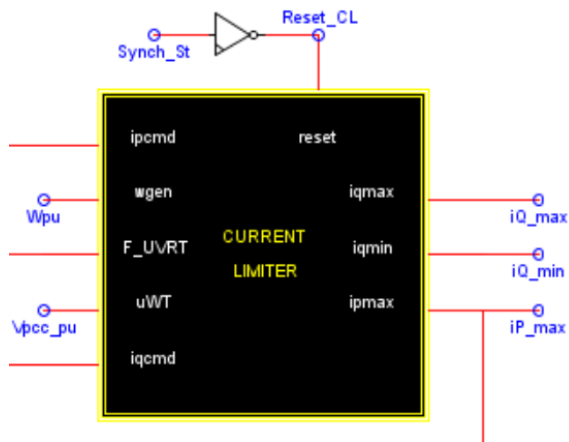 Reset_CL
Synch_St
ipcmd
reset
wgen
iqmax
Wpu
iQ_max
F_UVRT
CURRENT
iqmin
LIMITER
iQ_min
uWT
ipmax
Vpcc_pu
iP_max
iqcmd